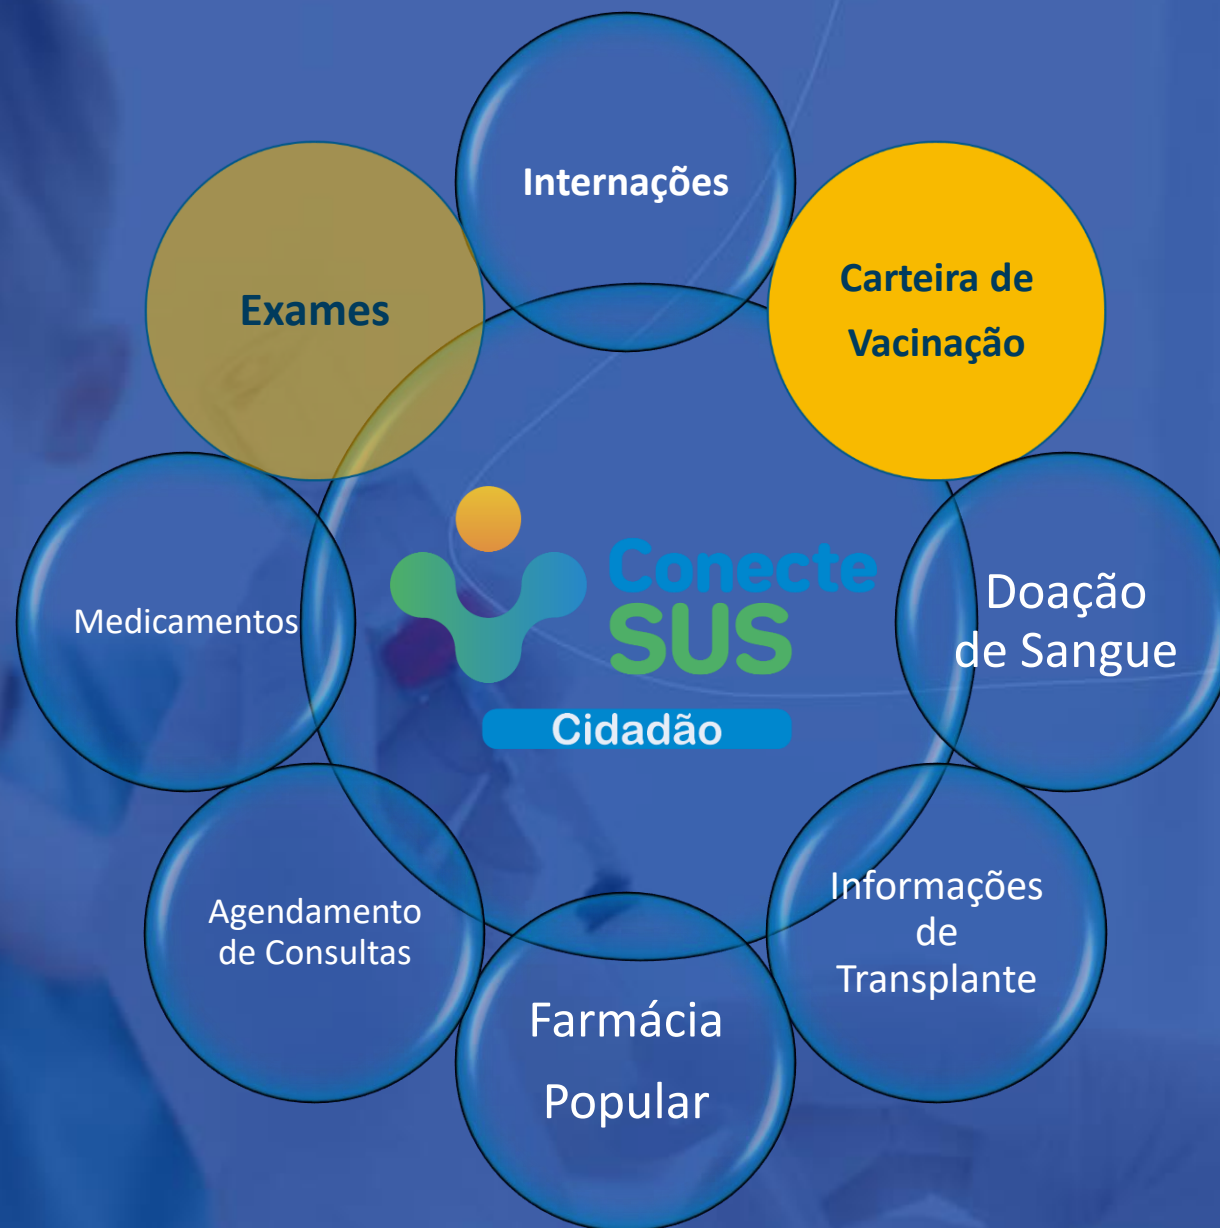 Internações
Carteira de
Vacinação
Exames
Conecte
SUS
Cidadão
Doação
de Sangue
Medicamentos
Informações
de
Transplante
Agendamento
de Consultas
Farmácia
Popular